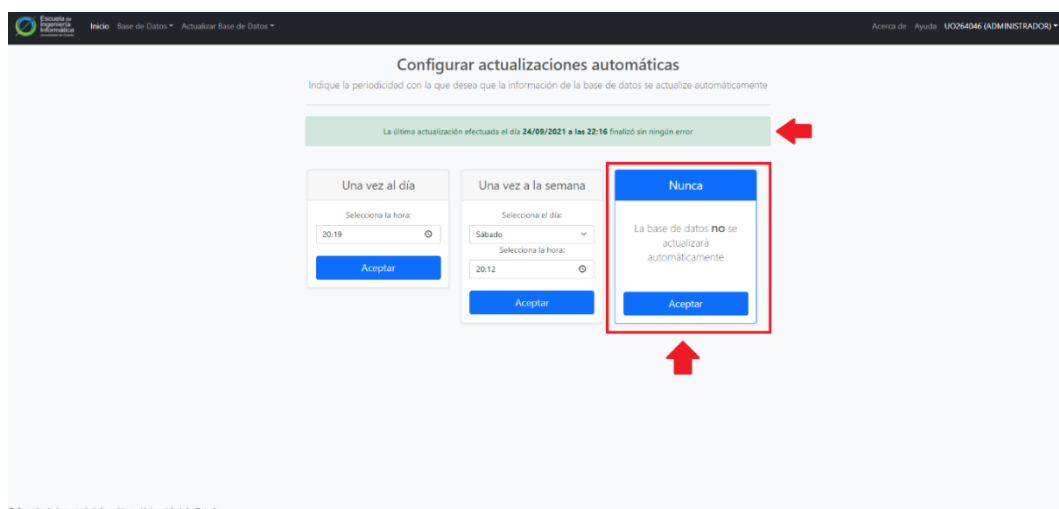 Escuela de
Ingeniería
Informática
Inicio Base de Datos Actualizar Base de Datos
Acerca de Ayuda UO264046 (ADMINISTRADOR)
Configurar actualizaciones automáticas
Indique la periodicidad con la que desea que la información de la base de datos se actualize automáticamente
La última actualización efectuada el día 24/09/2021 a las 22:16 finalizó sin ningún error
Una vez al día
Selecciona la hora:
20:19
Aceptar
Una vez a la semana
Selecciona el día:
Sábado
Selecciona la hora:
20:12
Aceptar
Nunca
La base de datos no se
actualizará
automáticamente
Aceptar